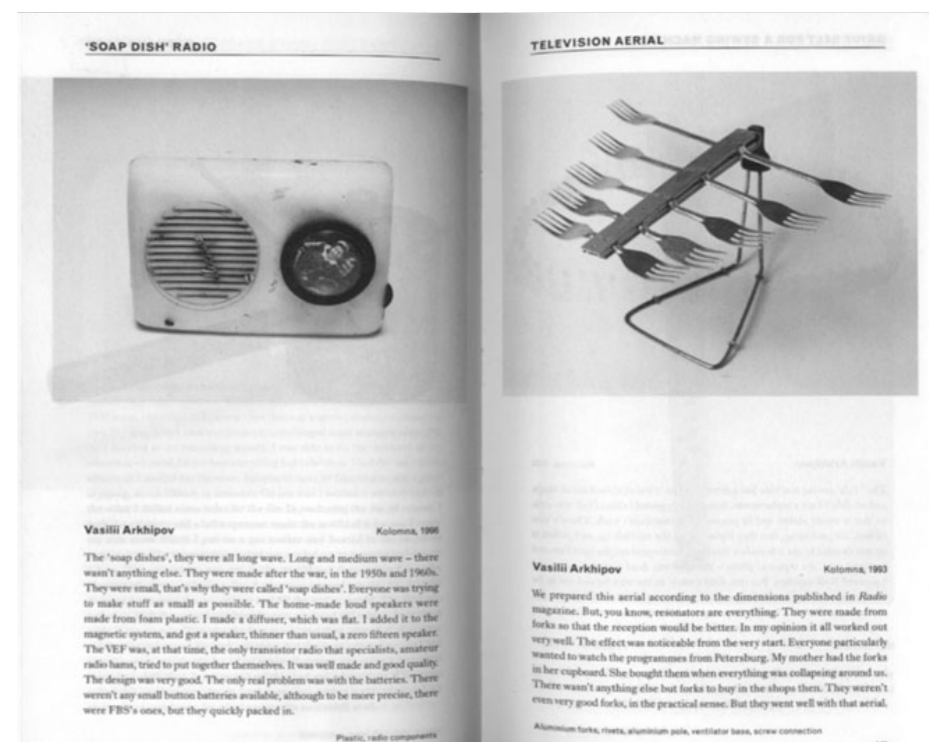 'SOAP DISH' RADIO
Vasilii Arkhipov Kolomna, 1996
The 'soap dishes', they were all long wave. Long and medium wave – there
wasn't anything else. They were made after the war, in the 1950s and 1960s.
They were small, that's why they were called 'soap dishes'. Everyone was trying
to make stuff as small as possible. The home-made loud speakers were
made from foam plastic. I made a diffuser, which was flat. I added it to the
magnetic system, and got a speaker, thinner than usual, a zero fifteen speaker.
The VEF was, at that time, the only transistor radio that specialists, amateur
radio hams, tried to put together themselves. It was well made and good quality.
The design was very good. The only real problem was with the batteries. There
weren't any small button batteries available, although to be more precise, there
were FBS's ones, but they quickly packed in.
Plastic, radio components
TELEVISION AERIAL
Vasilii Arkhipov Kolomna, 1993
We prepared this aerial according to the dimensions published in Radio
magazine. But, you know, resonators are everything. They were made from
forks so that the reception would be better. In my opinion it all worked out
very well. The effect was noticeable from the very start. Everyone particularly
wanted to watch the programmes from Petersburg. My mother had the forks
in her cupboard. She bought them when everything was collapsing around us.
There wasn't anything else but forks to buy in the shops then. They weren't
even very good forks, in the practical sense. But they went well with that aerial.
Aluminium forks, rivets, aluminium pole, ventilator base, screw connection